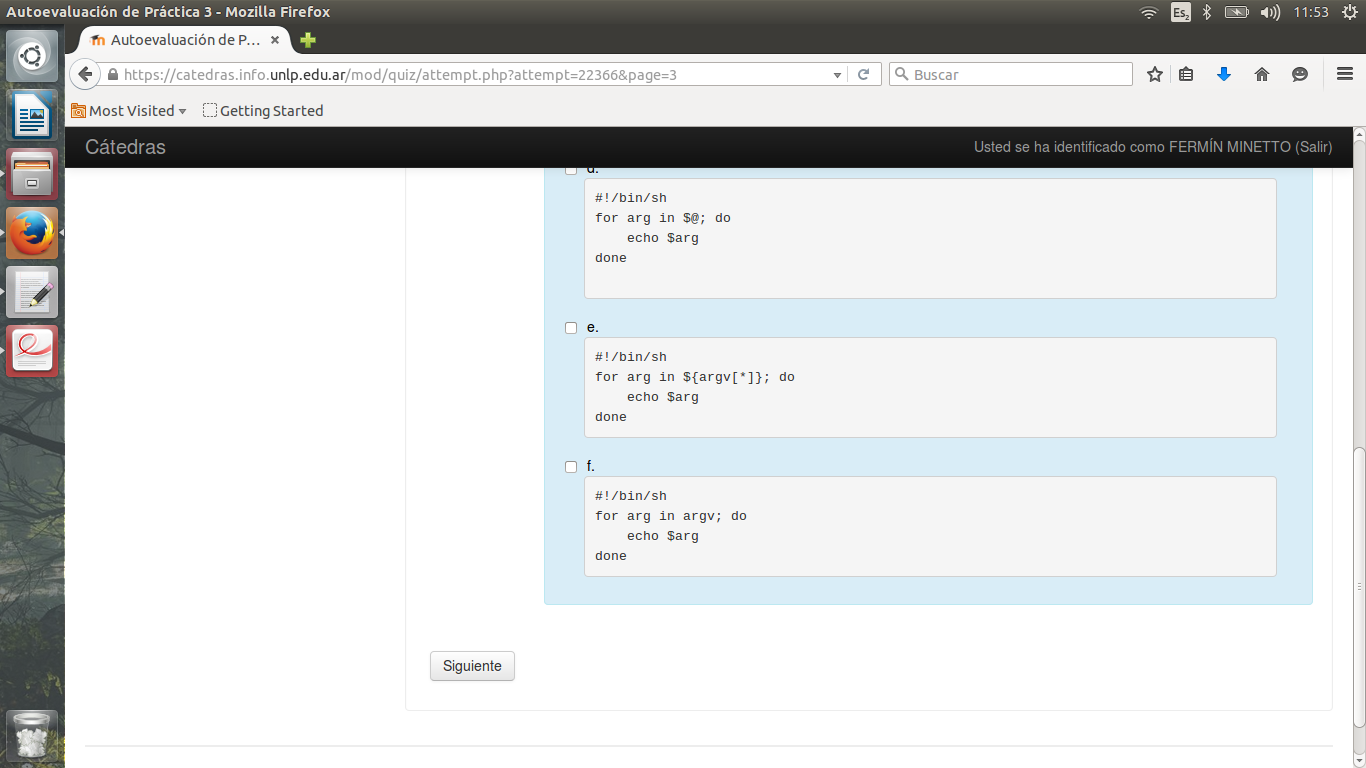 Autoevaluación de Práctica 3 - Mozilla Firefox
Es2
11:53
Autoevaluación de P...
https://catedras.info.unlp.edu.ar/mod/quiz/attempt.php?attempt=22366&page=3
Buscar
Most Visited
Getting Started
Cátedras
Usted se ha identificado como FERMÍN MINETTO (Salir)
d.
#!/bin/sh
for arg in $@; do
    echo $arg
done
e.
#!/bin/sh
for arg in ${argv[*]}; do
    echo $arg
done
f.
#!/bin/sh
for arg in argv; do
    echo $arg
done
Siguiente